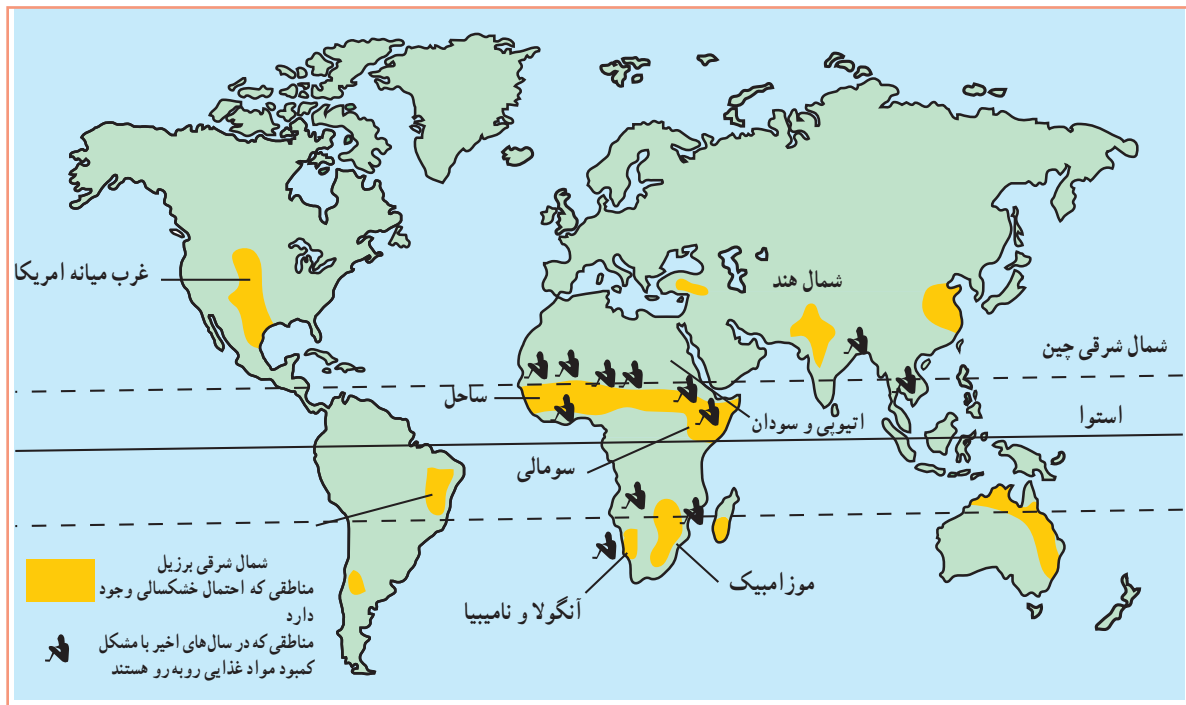 غرب میانه امریکا
شمال هند
شمال شرقی چین
ساحل
اتیوپی و سودان
استوا
سومالی
موزامبیک
آنگولا و نامیبیا
شمال شرقی برزیل
مناطقی که احتمال خشکسالی وجود
دارد
مناطقی که در سال‌های اخیر با مشکل
کمبود مواد غذایی روبه‌رو هستند